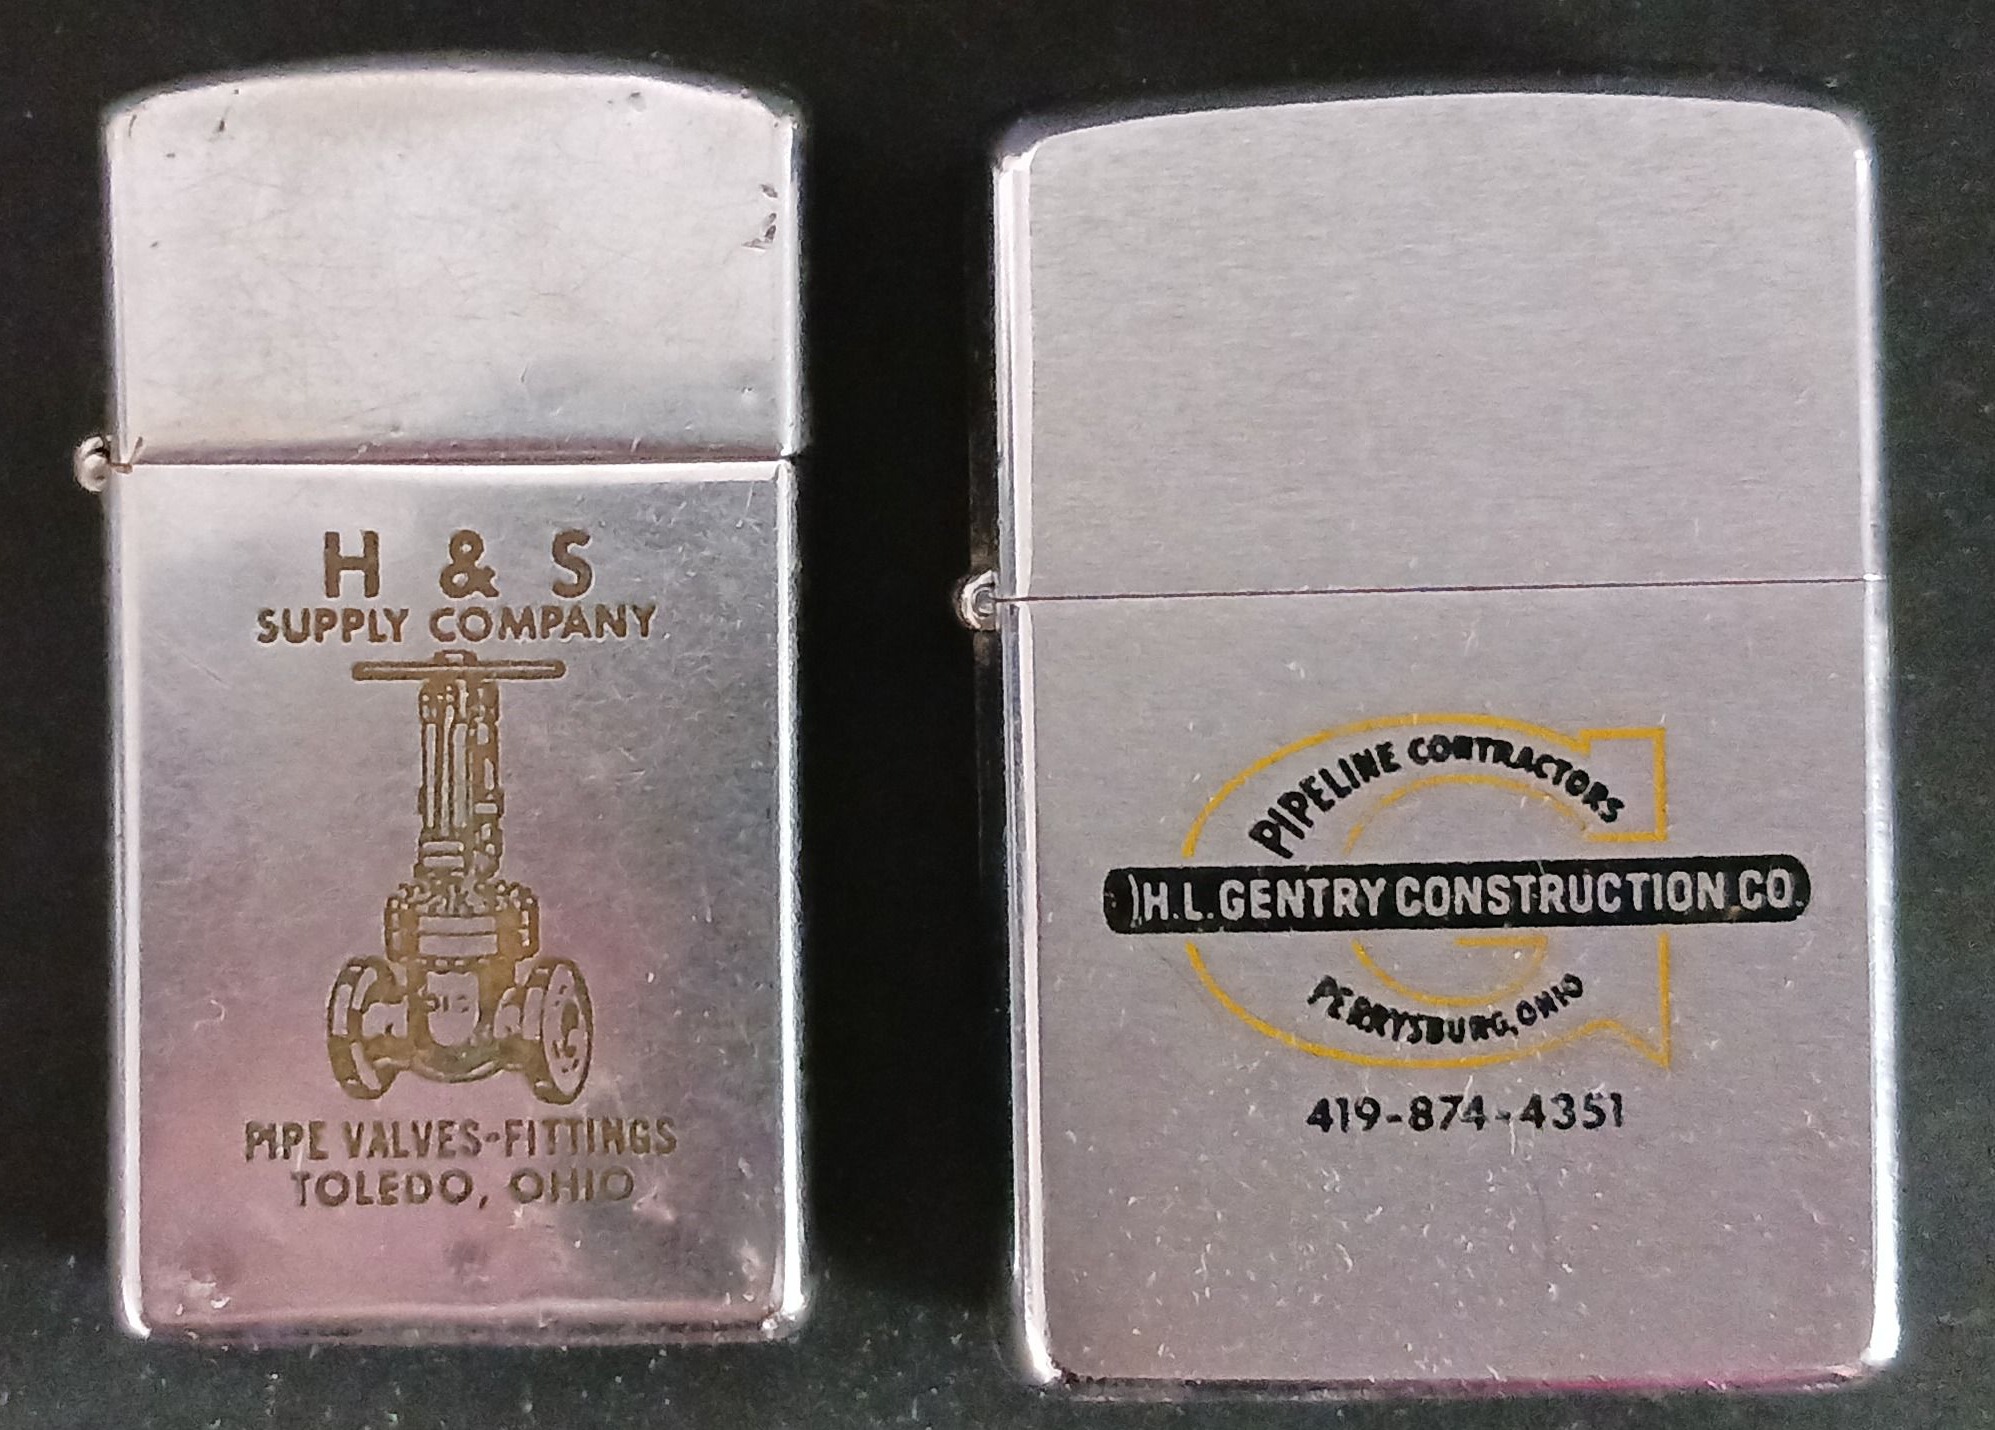 H & S
SUPPLY COMPANY
PIPE VALVES-FITTINGS
TOLEDO, OHIO
PIPELINE CONTRACTORS
H.L. GENTRY CONSTRUCTION CO.
PERRYSBURG, OHIO
419-874-4351